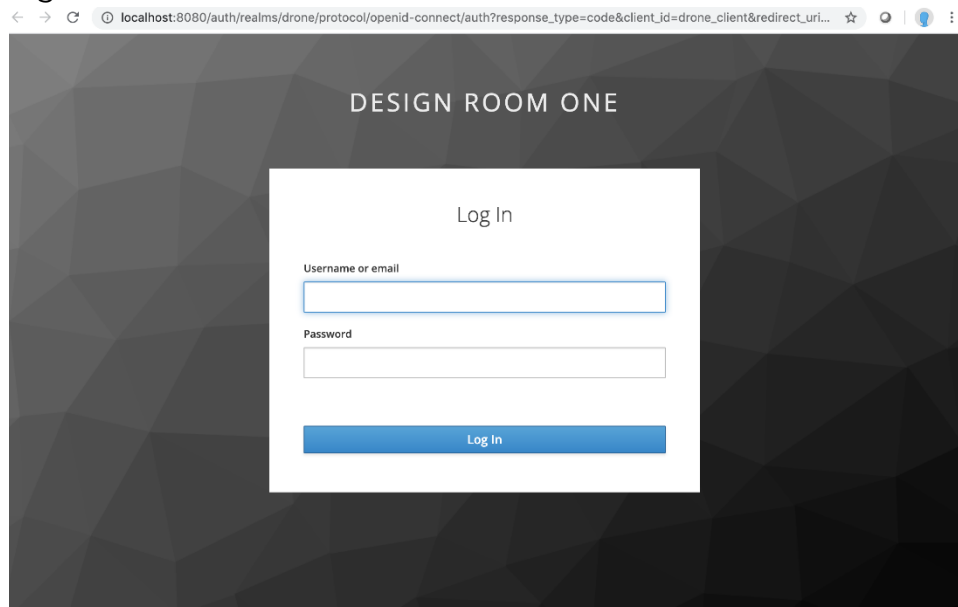 localhost:8080/auth/realms/drone/protocol/openid-connect/auth?response_type=code&client_id=drone_client&redirect_uri...
DESIGN ROOM ONE
Log In
Username or email
Password
Log In